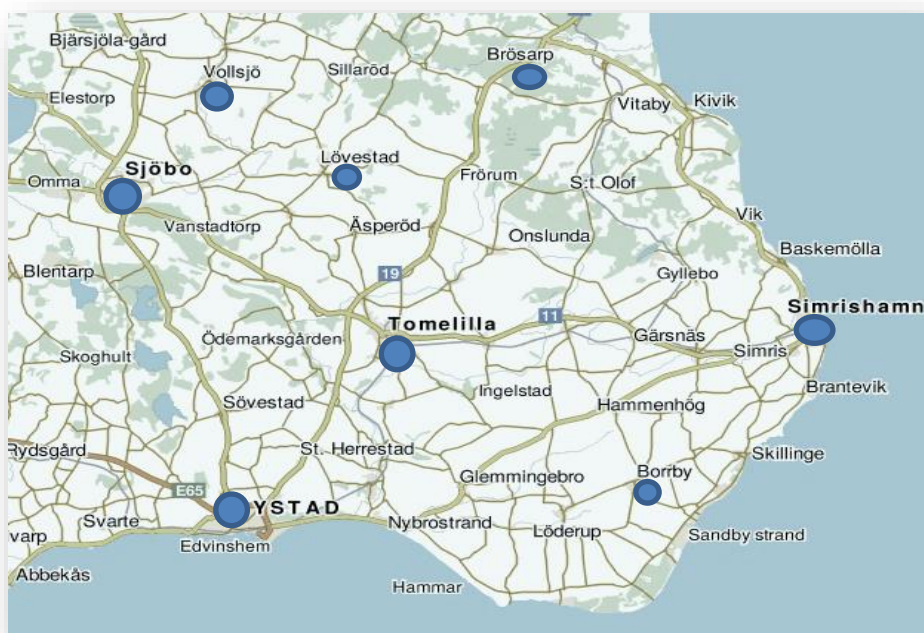 Bjärsjöla-gård
Brösarp
Vollsjö
Sillaröd
Elestorp
Vitaby
Kivik
Lövestad
Sjöbo
Omma
Frörum
S:t Olof
Vanstadtorp
Äsperöd
Vik
Onslunda
Baskemölla
Blentarp
19
Gyllebo
Simrishamn
11
Tomelilla
Ödemarksgården
Gärsnäs
Skoghult
Simris
Ingelstad
Brantevik
Sövestad
Hammenhög
Rydsgård
St. Herrestad
Skillinge
Glemmingebro
Borrby
E65
YSTAD
Svarte
Nybrostrand
Löderup
Sandby strand
varp
Edvinshem
Abbekås
Hammar